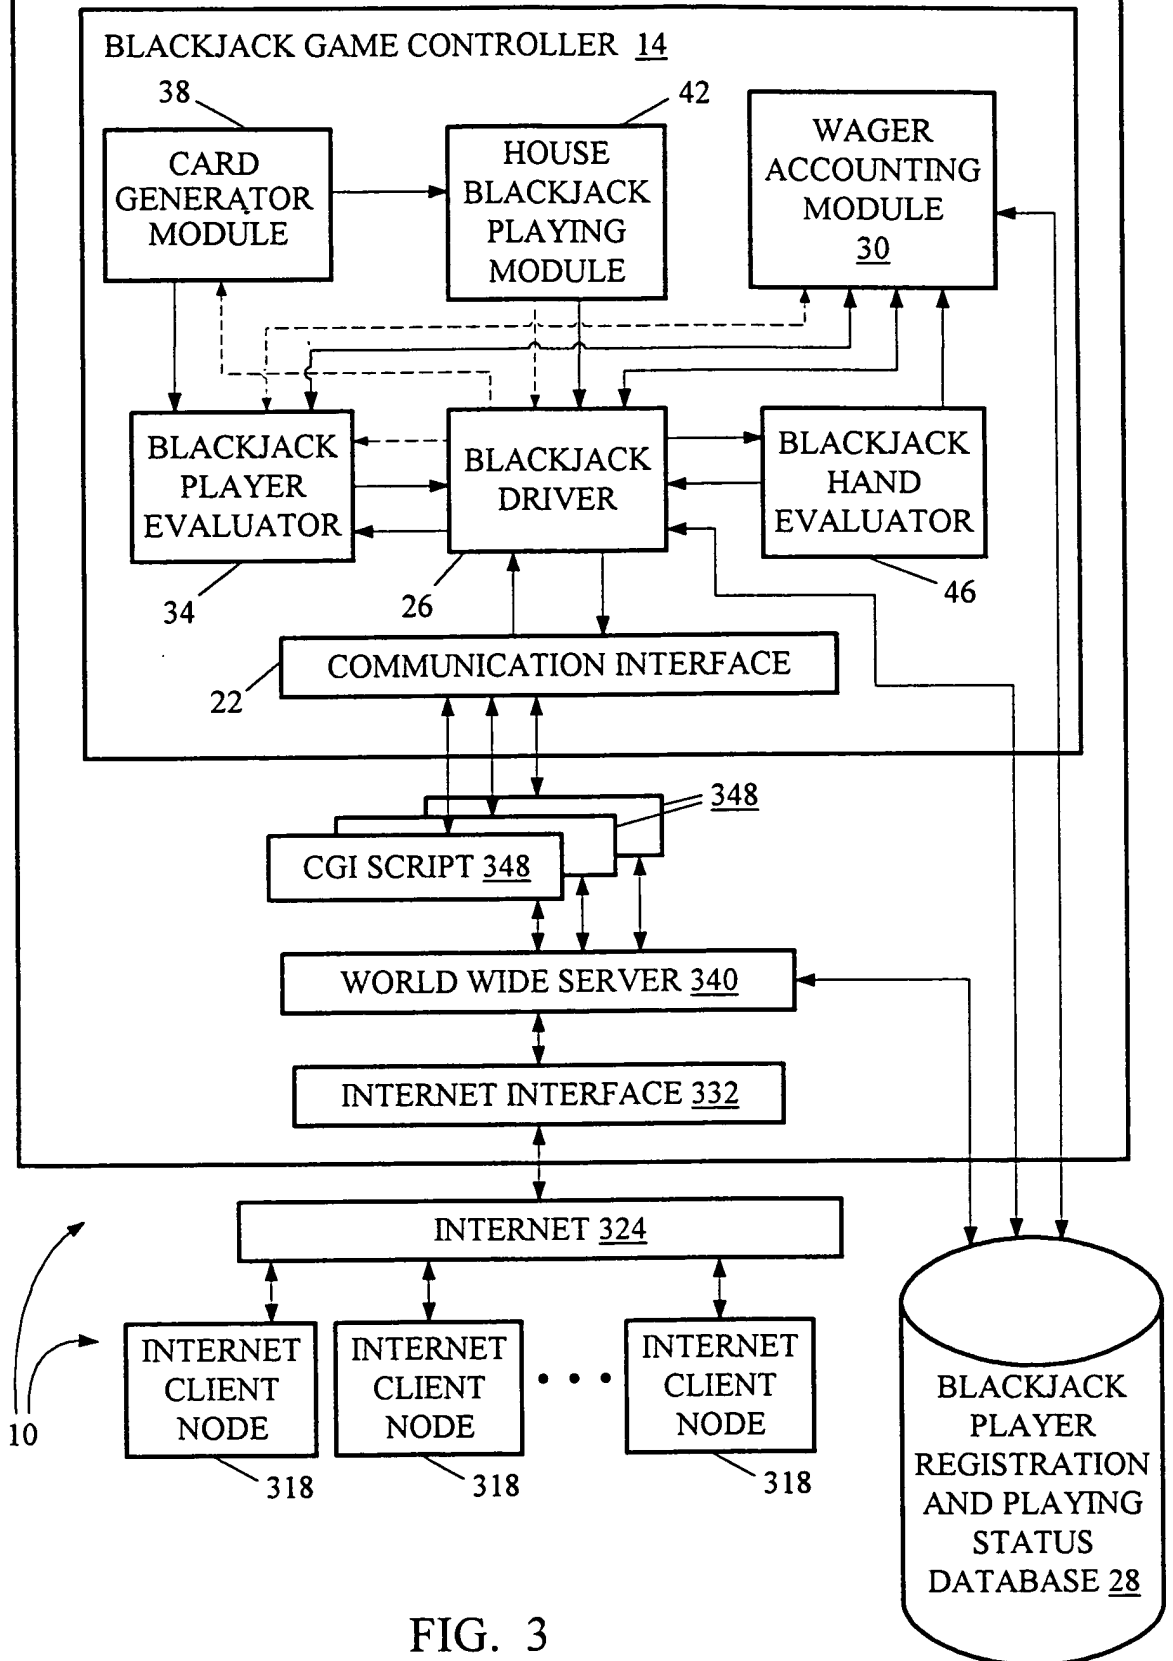 BLACKJACK GAME CONTROLLER 14
38
42
CARD
GENERATOR
MODULE
HOUSE
BLACKJACK
PLAYING
MODULE
WAGER
ACCOUNTING
MODULE
30
BLACKJACK
PLAYER
EVALUATOR
BLACKJACK
DRIVER
BLACKJACK
HAND
EVALUATOR
34
26
46
COMMUNICATION INTERFACE
22
348
CGI SCRIPT 348
WORLD WIDE SERVER 340
INTERNET INTERFACE 332
INTERNET 324
INTERNET
CLIENT
NODE
INTERNET
CLIENT
NODE
• • •
INTERNET
CLIENT
NODE
10
318
318
318
BLACKJACK
PLAYER
REGISTRATION
AND PLAYING
STATUS
DATABASE 28
FIG. 3